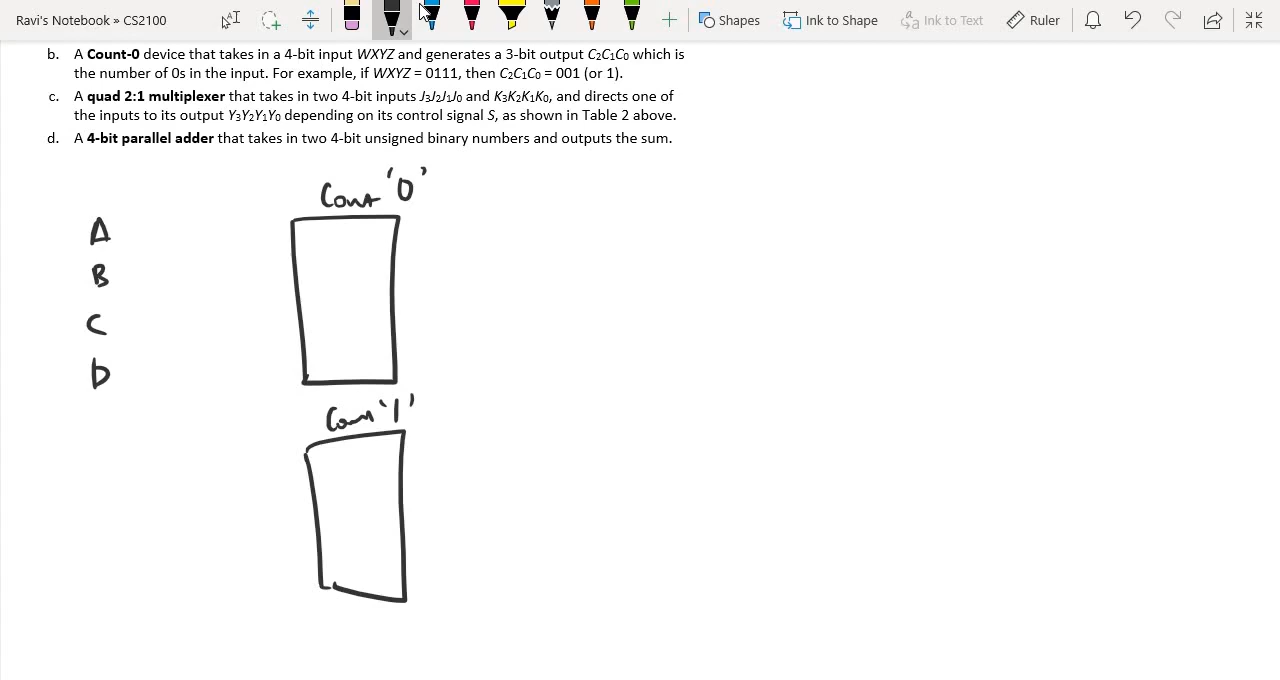 Ravi's Notebook » CS2100
Shapes
Ink to Shape
Ink to Text
Ruler
b. A Count-0 device that takes in a 4-bit input WXYZ and generates a 3-bit output C₂C₁C₀ which is
the number of 0s in the input. For example, if WXYZ = 0111, then C₂C₁C₀ = 001 (or 1).
c. A quad 2:1 multiplexer that takes in two 4-bit inputs J₃J₂J₁J₀ and K₃K₂K₁K₀, and directs one of
the inputs to its output Y₃Y₂Y₁Y₀ depending on its control signal S, as shown in Table 2 above.
d. A 4-bit parallel adder that takes in two 4-bit unsigned binary numbers and outputs the sum.
Count '0'
A
B
C
D
Count '1'